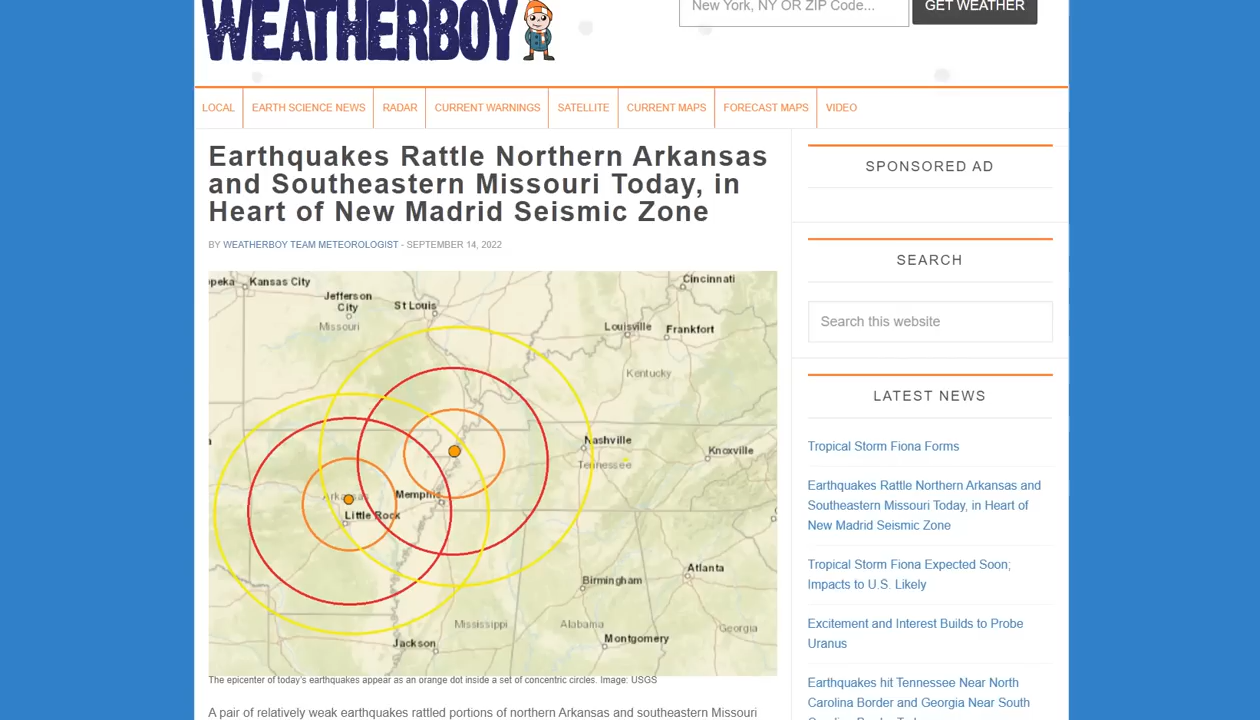 WEATHERBOY
New York, NY OR ZIP Code...
GET WEATHER
LOCAL
EARTH SCIENCE NEWS
RADAR
CURRENT WARNINGS
SATELLITE
CURRENT MAPS
FORECAST MAPS
VIDEO
Earthquakes Rattle Northern Arkansas
and Southeastern Missouri Today, in
Heart of New Madrid Seismic Zone
BY WEATHERBOY TEAM METEOROLOGIST - SEPTEMBER 14, 2022
peka
Kansas City
Jefferson
City
Missouri
St Louis
Cincinnati
Louisville
Frankfort
Kentucky
Nashville
Tennessee
Knoxville
Arkansas
Memphis
Little Rock
Atlanta
Birmingham
Mississippi
Alabama
Georgia
Montgomery
Jackson
The epicenter of today's earthquakes appear as an orange dot inside a set of concentric circles. Image: USGS
A pair of relatively weak earthquakes rattled portions of northern Arkansas and southeastern Missouri
SPONSORED AD
SEARCH
Search this website
LATEST NEWS
Tropical Storm Fiona Forms
Earthquakes Rattle Northern Arkansas and
Southeastern Missouri Today, in Heart of
New Madrid Seismic Zone
Tropical Storm Fiona Expected Soon;
Impacts to U.S. Likely
Excitement and Interest Builds to Probe
Uranus
Earthquakes hit Tennessee Near North
Carolina Border and Georgia Near South
Carolina Border Today